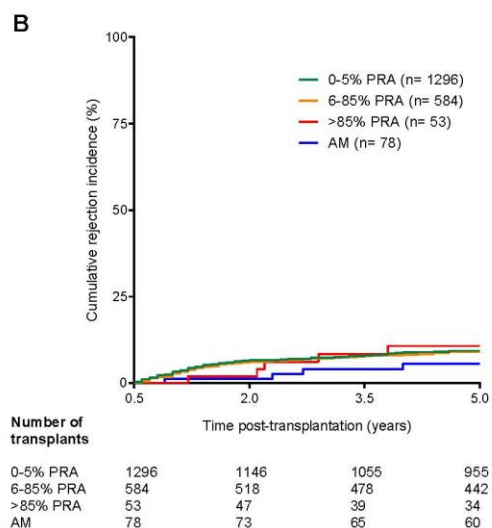 B
100
75
50
25
0
Cumulative rejection incidence (%)
0-5% PRA (n= 1296)
6-85% PRA (n= 584)
>85% PRA (n= 53)
AM (n= 78)
0.5 2.0 3.5 5.0
Time post-transplantation (years)
Number of
transplants
0-5% PRA 1296 1146 1055 955
6-85% PRA 584 518 478 442
>85% PRA 53 47 39 34
AM 78 73 65 60